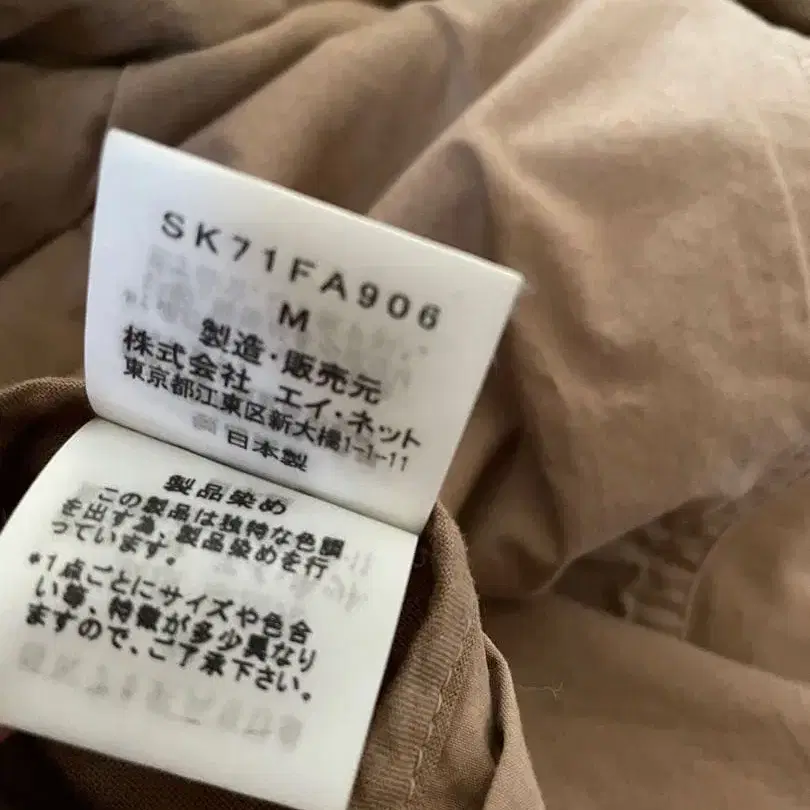 SK71FA906
M
製造・販売元
株式会社 エイ・ネット
東京都江東区新大橋1-1-11
日本製
製品染め
この製品は独特な色調
を出す為、製品染めを行
っています。
*1点ごとにサイズや色合
い等、特徴が多少異なり
ますので、ご了承下さい。